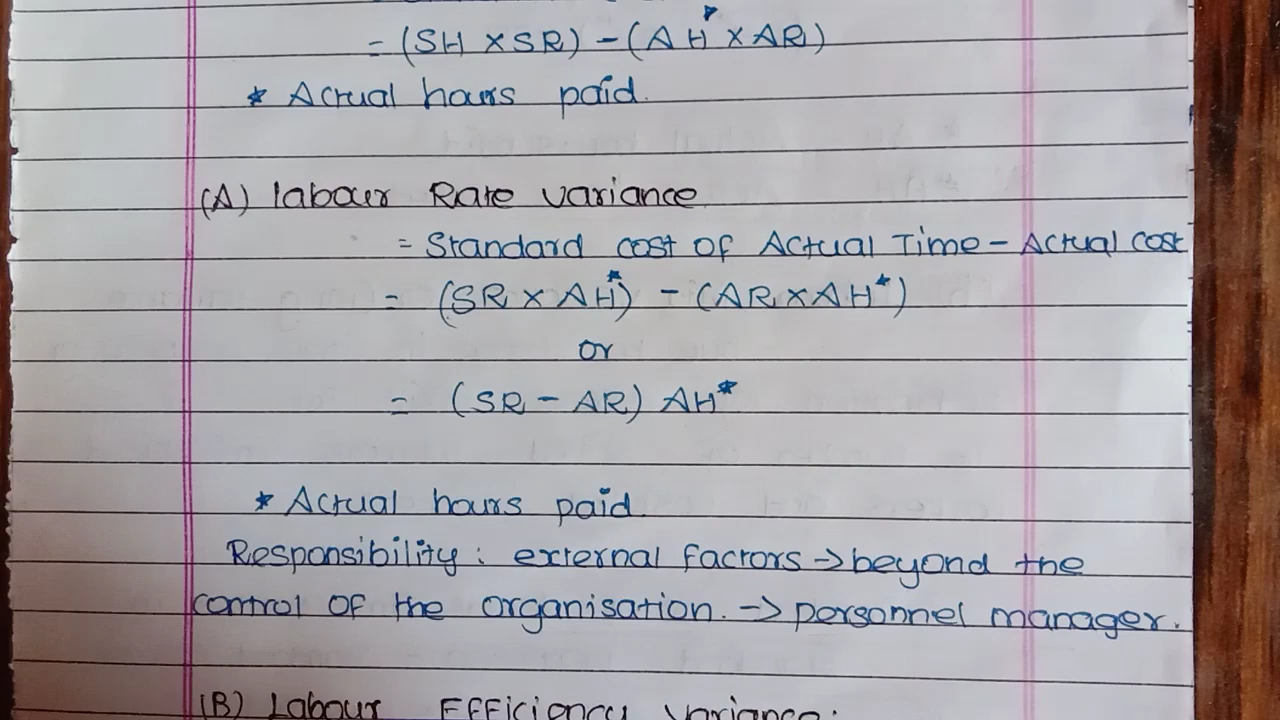 = (SH × SR) - (AH* × AR)
* Actual hours paid.
(A) labour Rate variance
= Standard cost of Actual Time - Actual cost
= (SR × AH*) - (AR × AH*)
or
= (SR - AR) AH*
* Actual hours paid.
Responsibility: external factors → beyond the
control of the organisation. → personnel manager.
(B) Labour Efficiency variance: